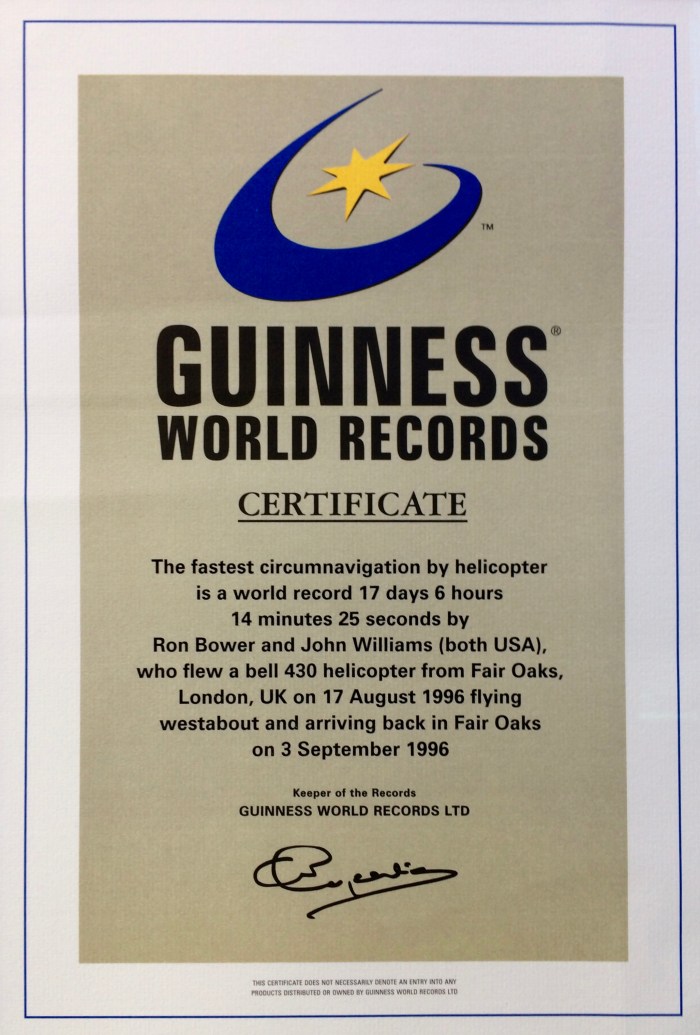 ™
GUINNESS®
WORLD RECORDS
CERTIFICATE
The fastest circumnavigation by helicopter
is a world record 17 days 6 hours
14 minutes 25 seconds by
Ron Bower and John Williams (both USA),
who flew a bell 430 helicopter from Fair Oaks,
London, UK on 17 August 1996 flying
westabout and arriving back in Fair Oaks
on 3 September 1996
Keeper of the Records
GUINNESS WORLD RECORDS LTD
THIS CERTIFICATE DOES NOT NECESSARILY DENOTE AN ENTRY INTO ANY
PRODUCTS DISTRIBUTED OR OWNED BY GUINNESS WORLD RECORDS LTD